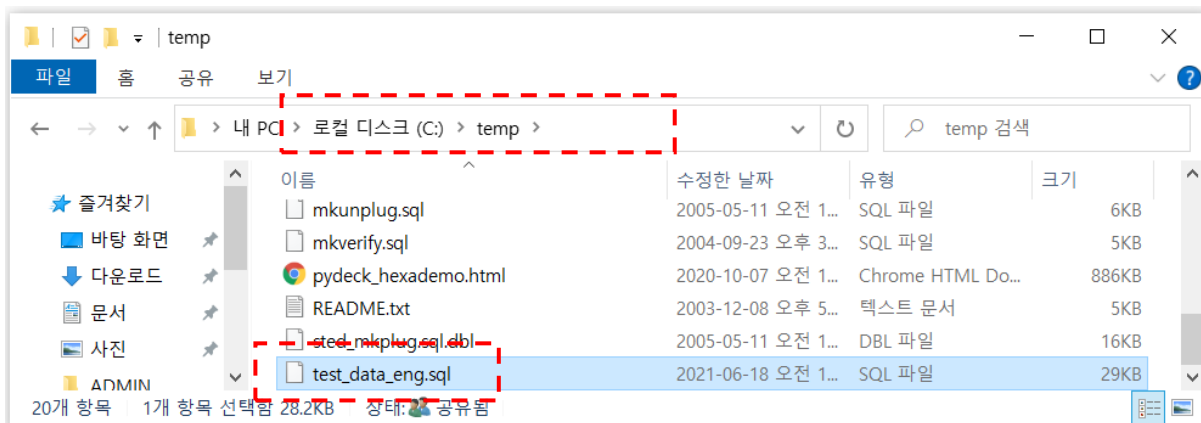 temp
파일 홈 공유 보기
내 PC > 로컬 디스크 (C:) > temp >
temp 검색
이름 수정한 날짜 유형 크기
즐겨찾기
바탕 화면
다운로드
문서
사진
ADMIN
mkunplug.sql 2005-05-11 오전 1... SQL 파일 6KB
mkverify.sql 2004-09-23 오후 3... SQL 파일 5KB
pydeck_hexademo.html 2020-10-07 오전 1... Chrome HTML Do... 886KB
README.txt 2003-12-08 오후 5... 텍스트 문서 5KB
sted_mkplug.sql.dbl 2005-05-11 오전 1... DBL 파일 16KB
test_data_eng.sql 2021-06-18 오전 1... SQL 파일 29KB
20개 항목 1개 항목 선택함 28.2KB 상태: 공유됨